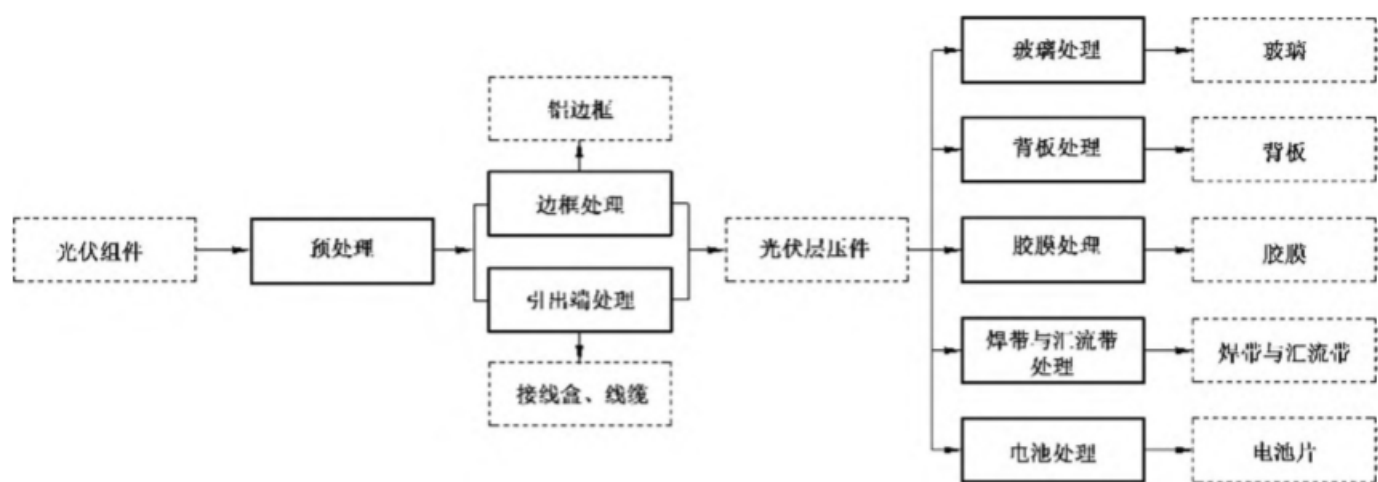 光伏组件
预处理
铝边框
边框处理
引出端处理
接线盒、线缆
光伏层压件
玻璃处理
玻璃
背板处理
背板
胶膜处理
胶膜
焊带与汇流带
处理
焊带与汇流带
电池处理
电池片